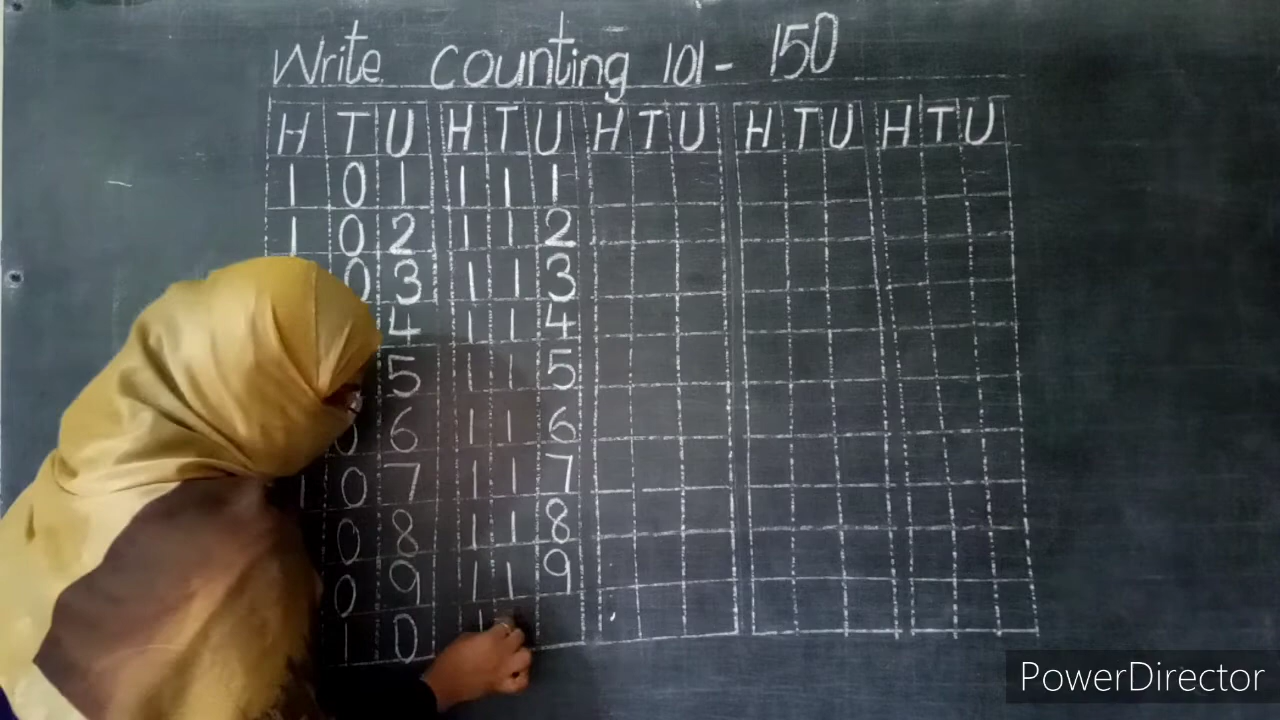 Write counting 101 - 150
H T U H T U H T U H T U H T U
1 0 1 1 1 1
1 0 2 1 1 2
0 3 1 1 3
4 1 1 4
5 1 1 5
0 6 1 1 6
1 0 7 1 1 7
0 8 1 1 8
0 9 1 1 9
1 0 1
PowerDirector